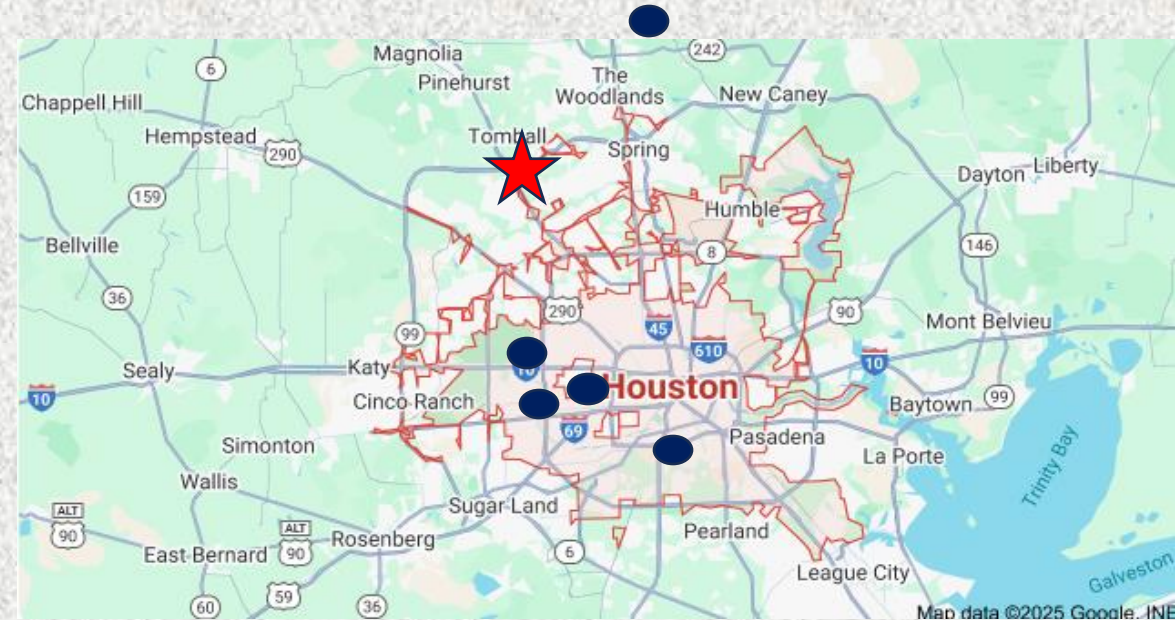 Magnolia
242
6
Pinehurst
The
Woodlands
New Caney
Chappell Hill
Hempstead
290
Tomball
Spring
Dayton
Liberty
159
Humble
Bellville
8
146
36
290
90
45
99
Mont Belvieu
610
10
Sealy
Katy
10
Houston
10
Cinco Ranch
Baytown
99
69
Pasadena
Simonton
La Porte
Wallis
Trinity Bay
Sugar Land
ALT
90
Pearland
East Bernard
ALT
90
Rosenberg
6
League City
Galveston
59
60
36
Map data ©2025 Google, INE